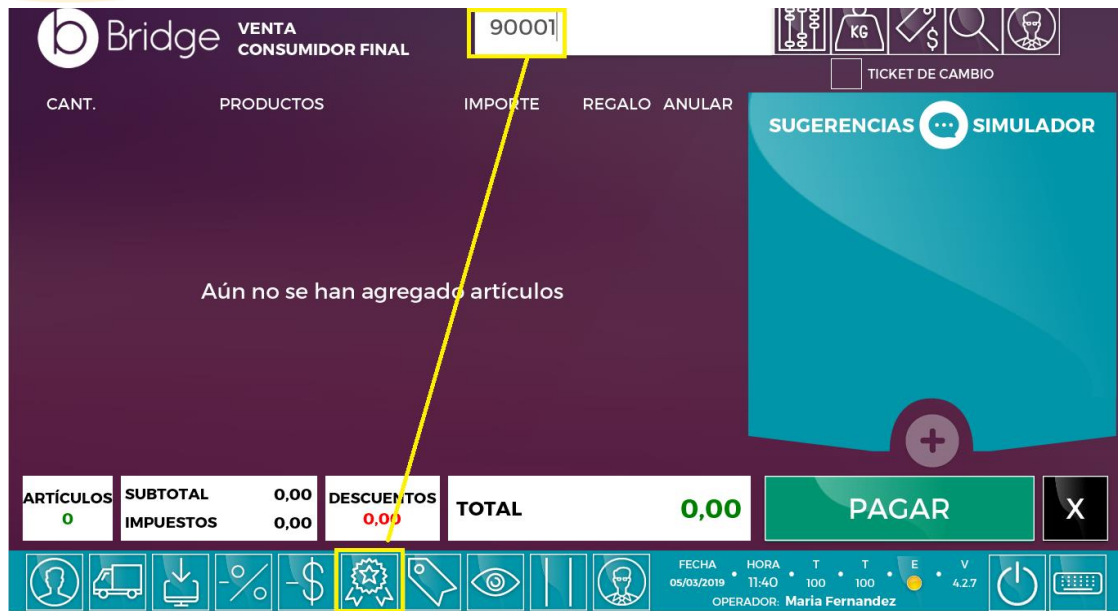 b Bridge VENTA
CONSUMIDOR FINAL
90001
KG
$
TICKET DE CAMBIO
CANT. PRODUCTOS IMPORTE REGALO ANULAR
SUGERENCIAS SIMULADOR
Aún no se han agregado artículos
+
ARTÍCULOS
0
SUBTOTAL 0,00
IMPUESTOS 0,00
DESCUENTOS
0,00
TOTAL 0,00
PAGAR
X
-% -$
FECHA HORA T T E V
05/03/2019 11:40 100 100 4.2.7
OPERADOR: Maria Fernandez